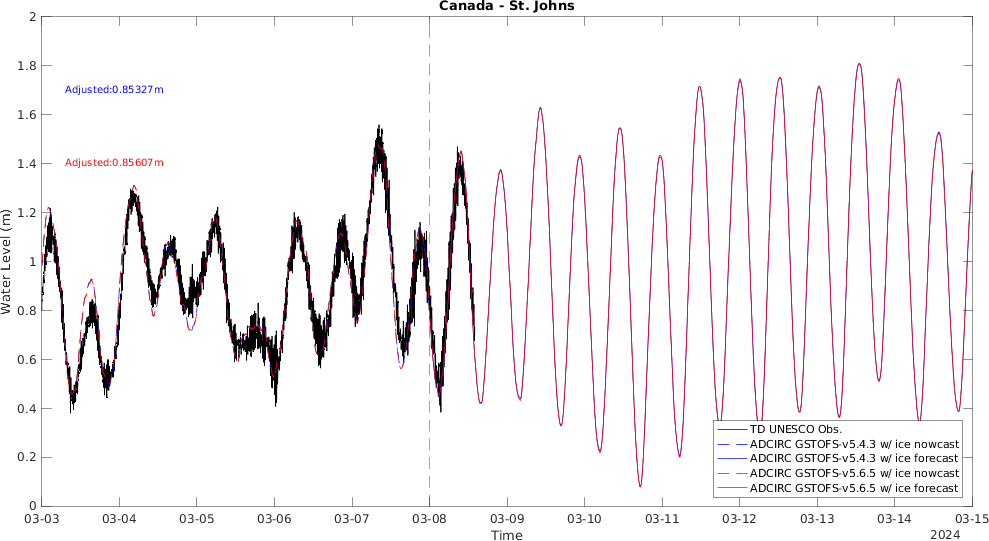 Canada - St. Johns
2
1.8
1.6
1.4
1.2
1
0.8
0.6
0.4
0.2
0
Water Level (m)
Adjusted:0.85327m
Adjusted:0.85607m
TD UNESCO Obs.
ADCIRC GSTOFS-v5.4.3 w/ ice nowcast
ADCIRC GSTOFS-v5.4.3 w/ ice forecast
ADCIRC GSTOFS-v5.6.5 w/ ice nowcast
ADCIRC GSTOFS-v5.6.5 w/ ice forecast
03-03 03-04 03-05 03-06 03-07 03-08 03-09 03-10 03-11 03-12 03-13 03-14 03-15
Time
2024